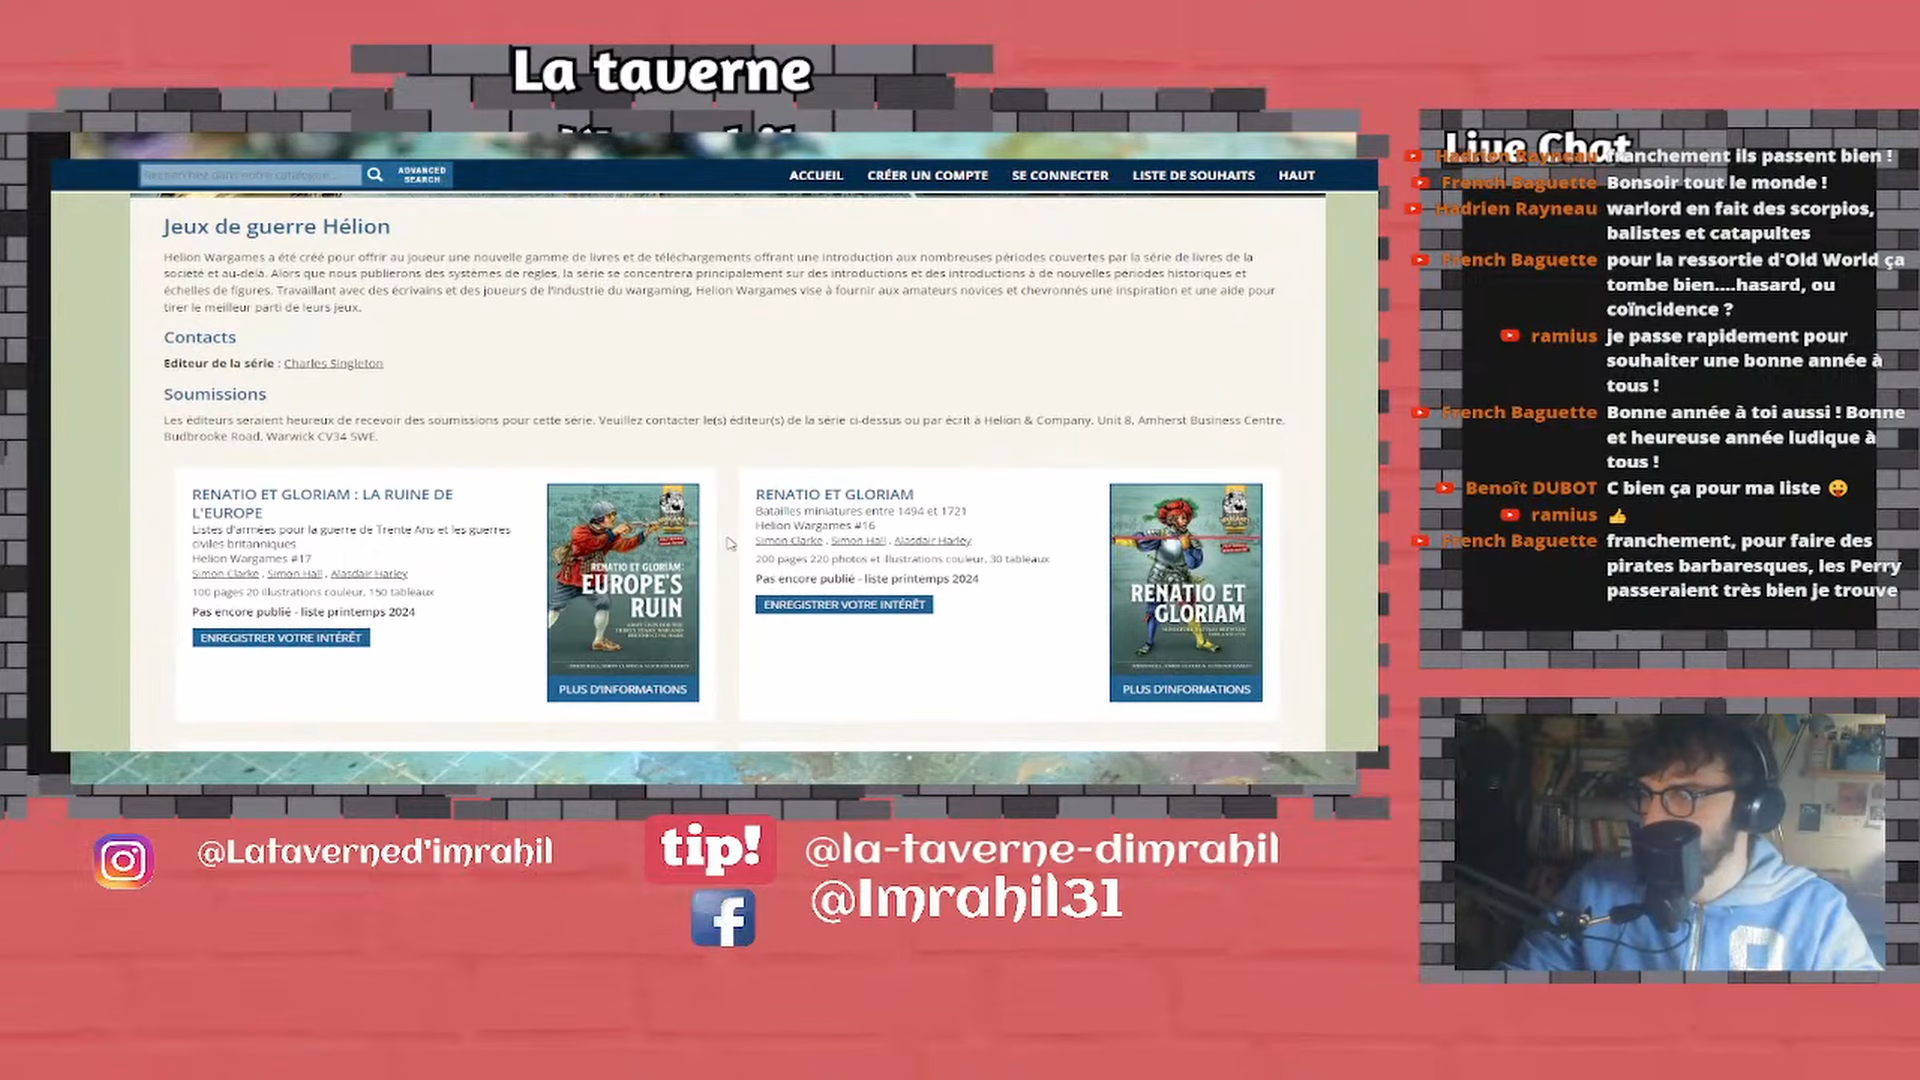 La taverne
Recherchez dans notre catalogue...
ADVANCED
SEARCH
ACCUEIL
CRÉER UN COMPTE
SE CONNECTER
LISTE DE SOUHAITS
HAUT
Jeux de guerre Hélion
Helion Wargames a été créé pour offrir au joueur une nouvelle gamme de livres et de téléchargements offrant une introduction aux nombreuses périodes couvertes par la série de livres de la
société et au-delà. Alors que nous publierons des systèmes de règles, la série se concentrera principalement sur des introductions et des introductions à de nouvelles périodes historiques et
échelles de figures. Travaillant avec des écrivains et des joueurs de l'industrie du wargaming, Helion Wargames vise à fournir aux amateurs novices et chevronnés une inspiration et une aide pour
tirer le meilleur parti de leurs jeux.
Contacts
Editeur de la série : Charles Singleton
Soumissions
Les éditeurs seraient heureux de recevoir des soumissions pour cette série. Veuillez contacter le(s) éditeur(s) de la série ci-dessus ou par écrit à Helion & Company, Unit 8, Amherst Business Centre,
Budbrooke Road, Warwick CV34 5WE.
RENATIO ET GLORIAM : LA RUINE DE
L'EUROPE
Listes d'armées pour la guerre de Trente Ans et les guerres
civiles britanniques
Helion Wargames #17
Simon Clarke , Simon Hall , Alasdair Harley
100 pages 20 illustrations couleur, 150 tableaux
Pas encore publié - liste printemps 2024
ENREGISTRER VOTRE INTÉRÊT
RENATIO ET GLORIAM:
EUROPE'S
RUIN
PLUS D'INFORMATIONS
RENATIO ET GLORIAM
Batailles miniatures entre 1494 et 1721
Helion Wargames #16
Simon Clarke , Simon Hall , Alasdair Harley
200 pages 220 photos et illustrations couleur, 30 tableaux
Pas encore publié - liste printemps 2024
ENREGISTRER VOTRE INTÉRÊT
RENATIO ET
GLORIAM
PLUS D'INFORMATIONS
Live Chat
Hadrien Rayneau franchement ils passent bien !
French Baguette Bonsoir tout le monde !
Hadrien Rayneau warlord en fait des scorpios,
balistes et catapultes
French Baguette pour la ressortie d'Old World ça
tombe bien....hasard, ou
coïncidence ?
ramius je passe rapidement pour
souhaiter une bonne année à
tous !
French Baguette Bonne année à toi aussi ! Bonne
et heureuse année ludique à
tous !
Benoît DUBOT C bien ça pour ma liste 😛
ramius 👍
French Baguette franchement, pour faire des
pirates barbaresques, les Perry
passeraient très bien je trouve
@Lataverned'imrahil
tip!
@la-taverne-dimrahil
f
@Imrahil31